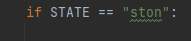 if STATE == "ston":